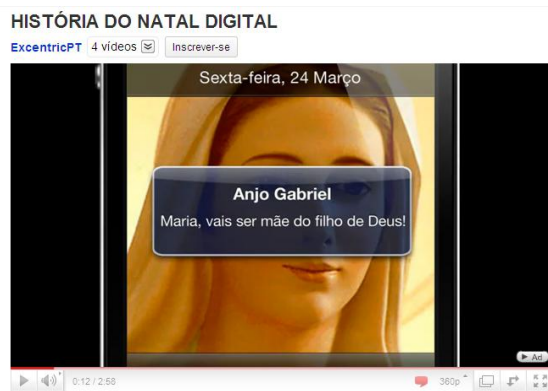 HISTÓRIA DO NATAL DIGITAL
ExcentricPT 4 vídeos Inscrever-se
Sexta-feira, 24 Março
Anjo Gabriel
Maria, vais ser mãe do filho de Deus!
Ad
0:12 / 2:58 360p